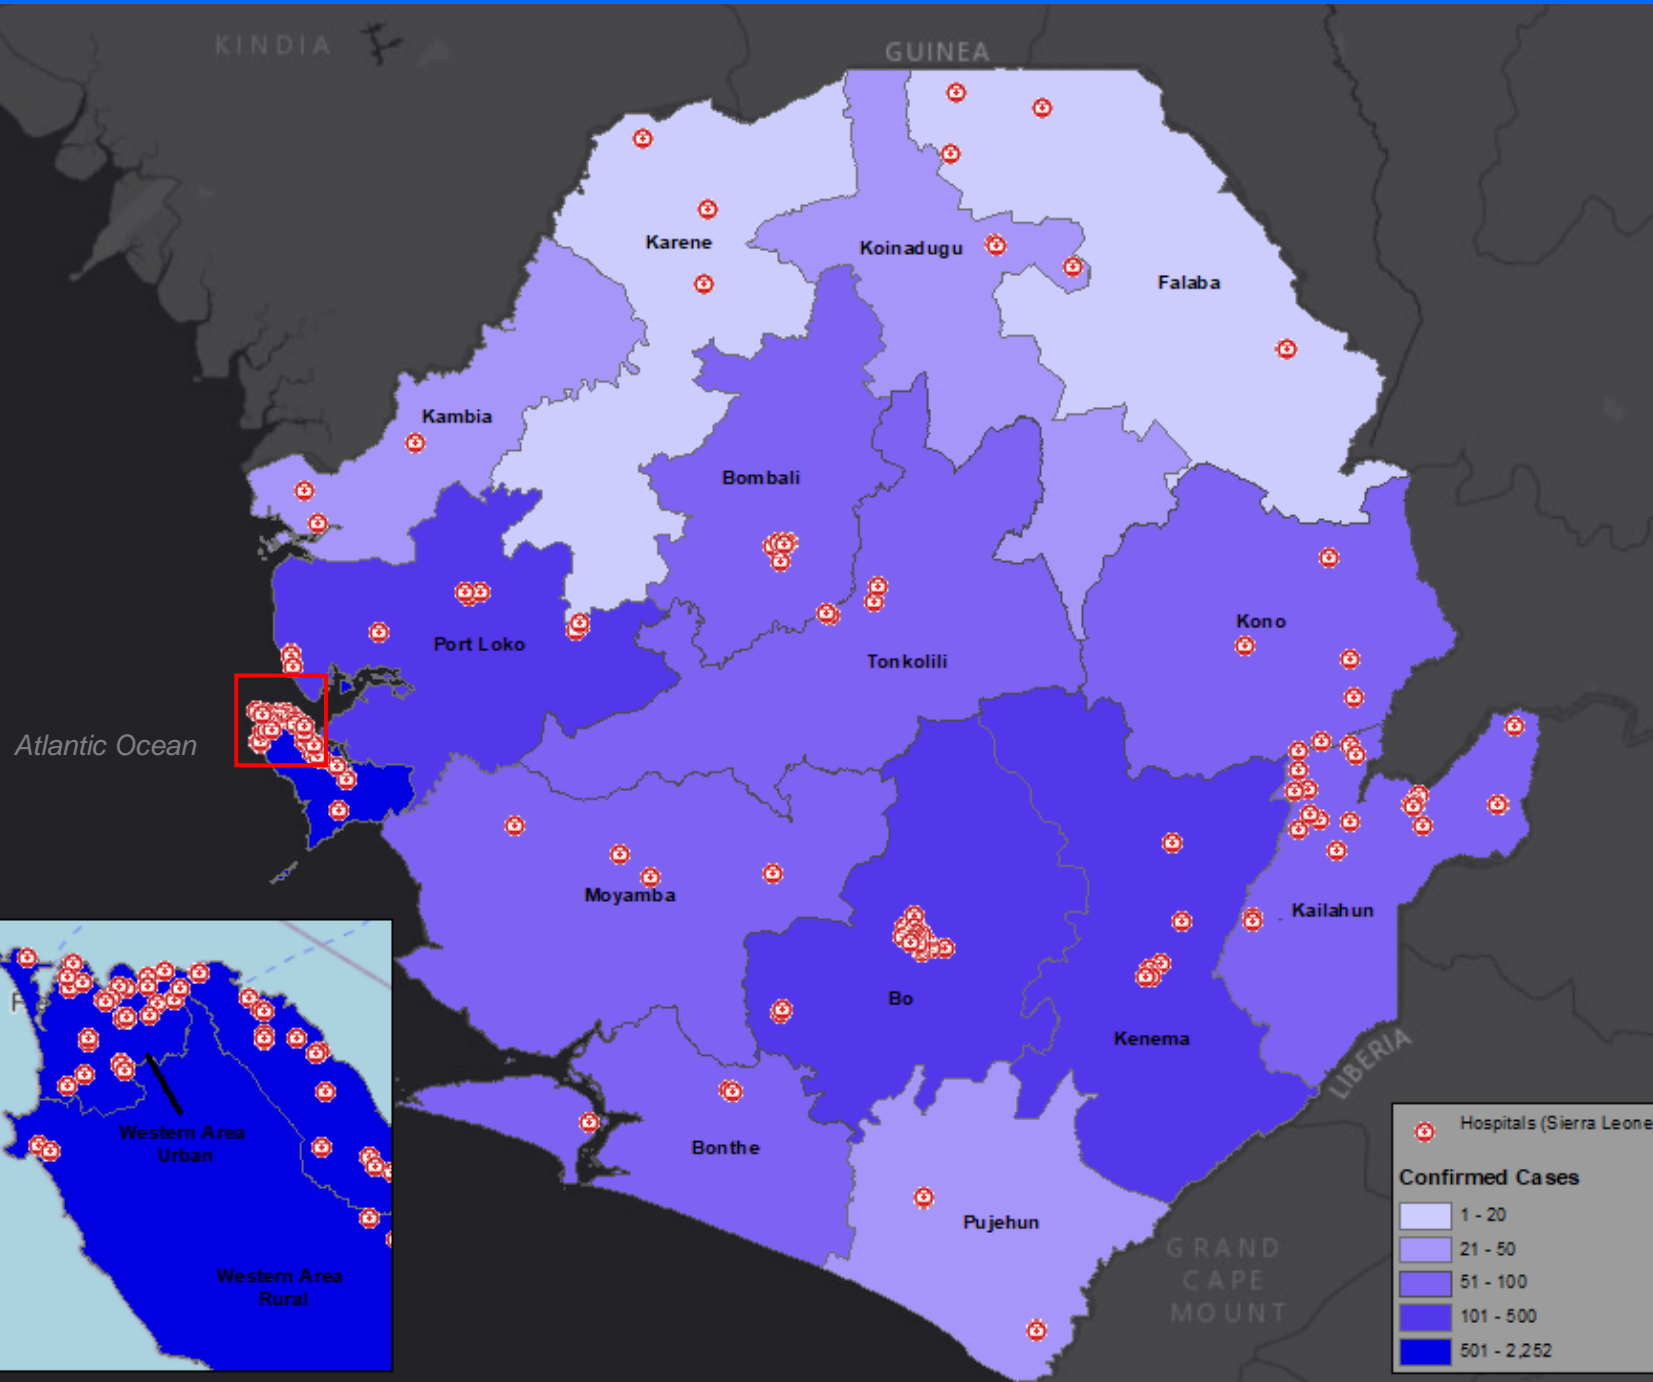 KINDIA
GUINEA
Karene
Koinadugu
Falaba
Kambia
Bombali
Kono
Port Loko
Tonkolili
Atlantic Ocean
Moyamba
Kailahun
Bo
Kenema
LIBERIA
Bonthe
Pujehun
GRAND
CAPE
MOUNT
Western Area
Urban
Western Area
Rural
Hospitals (Sierra Leone
Confirmed Cases
1 - 20
21 - 50
51 - 100
101 - 500
501 - 2,252